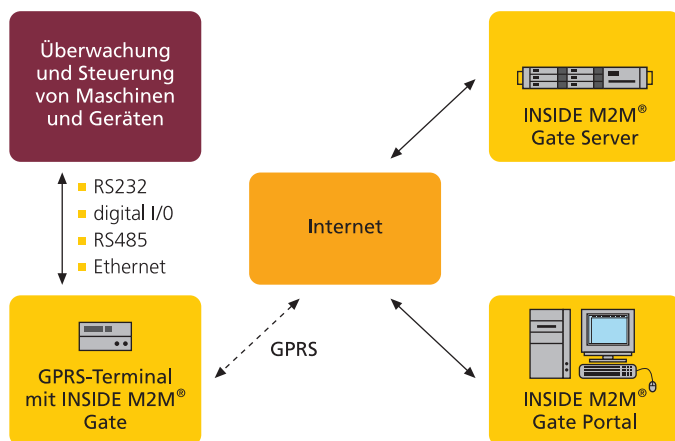 Überwachung
und Steuerung
von Maschinen
und Geräten
INSIDE M2M®
Gate Server
RS232
digital I/0
RS485
Ethernet
Internet
GPRS
GPRS-Terminal
mit INSIDE M2M®
Gate
INSIDE M2M®
Gate Portal